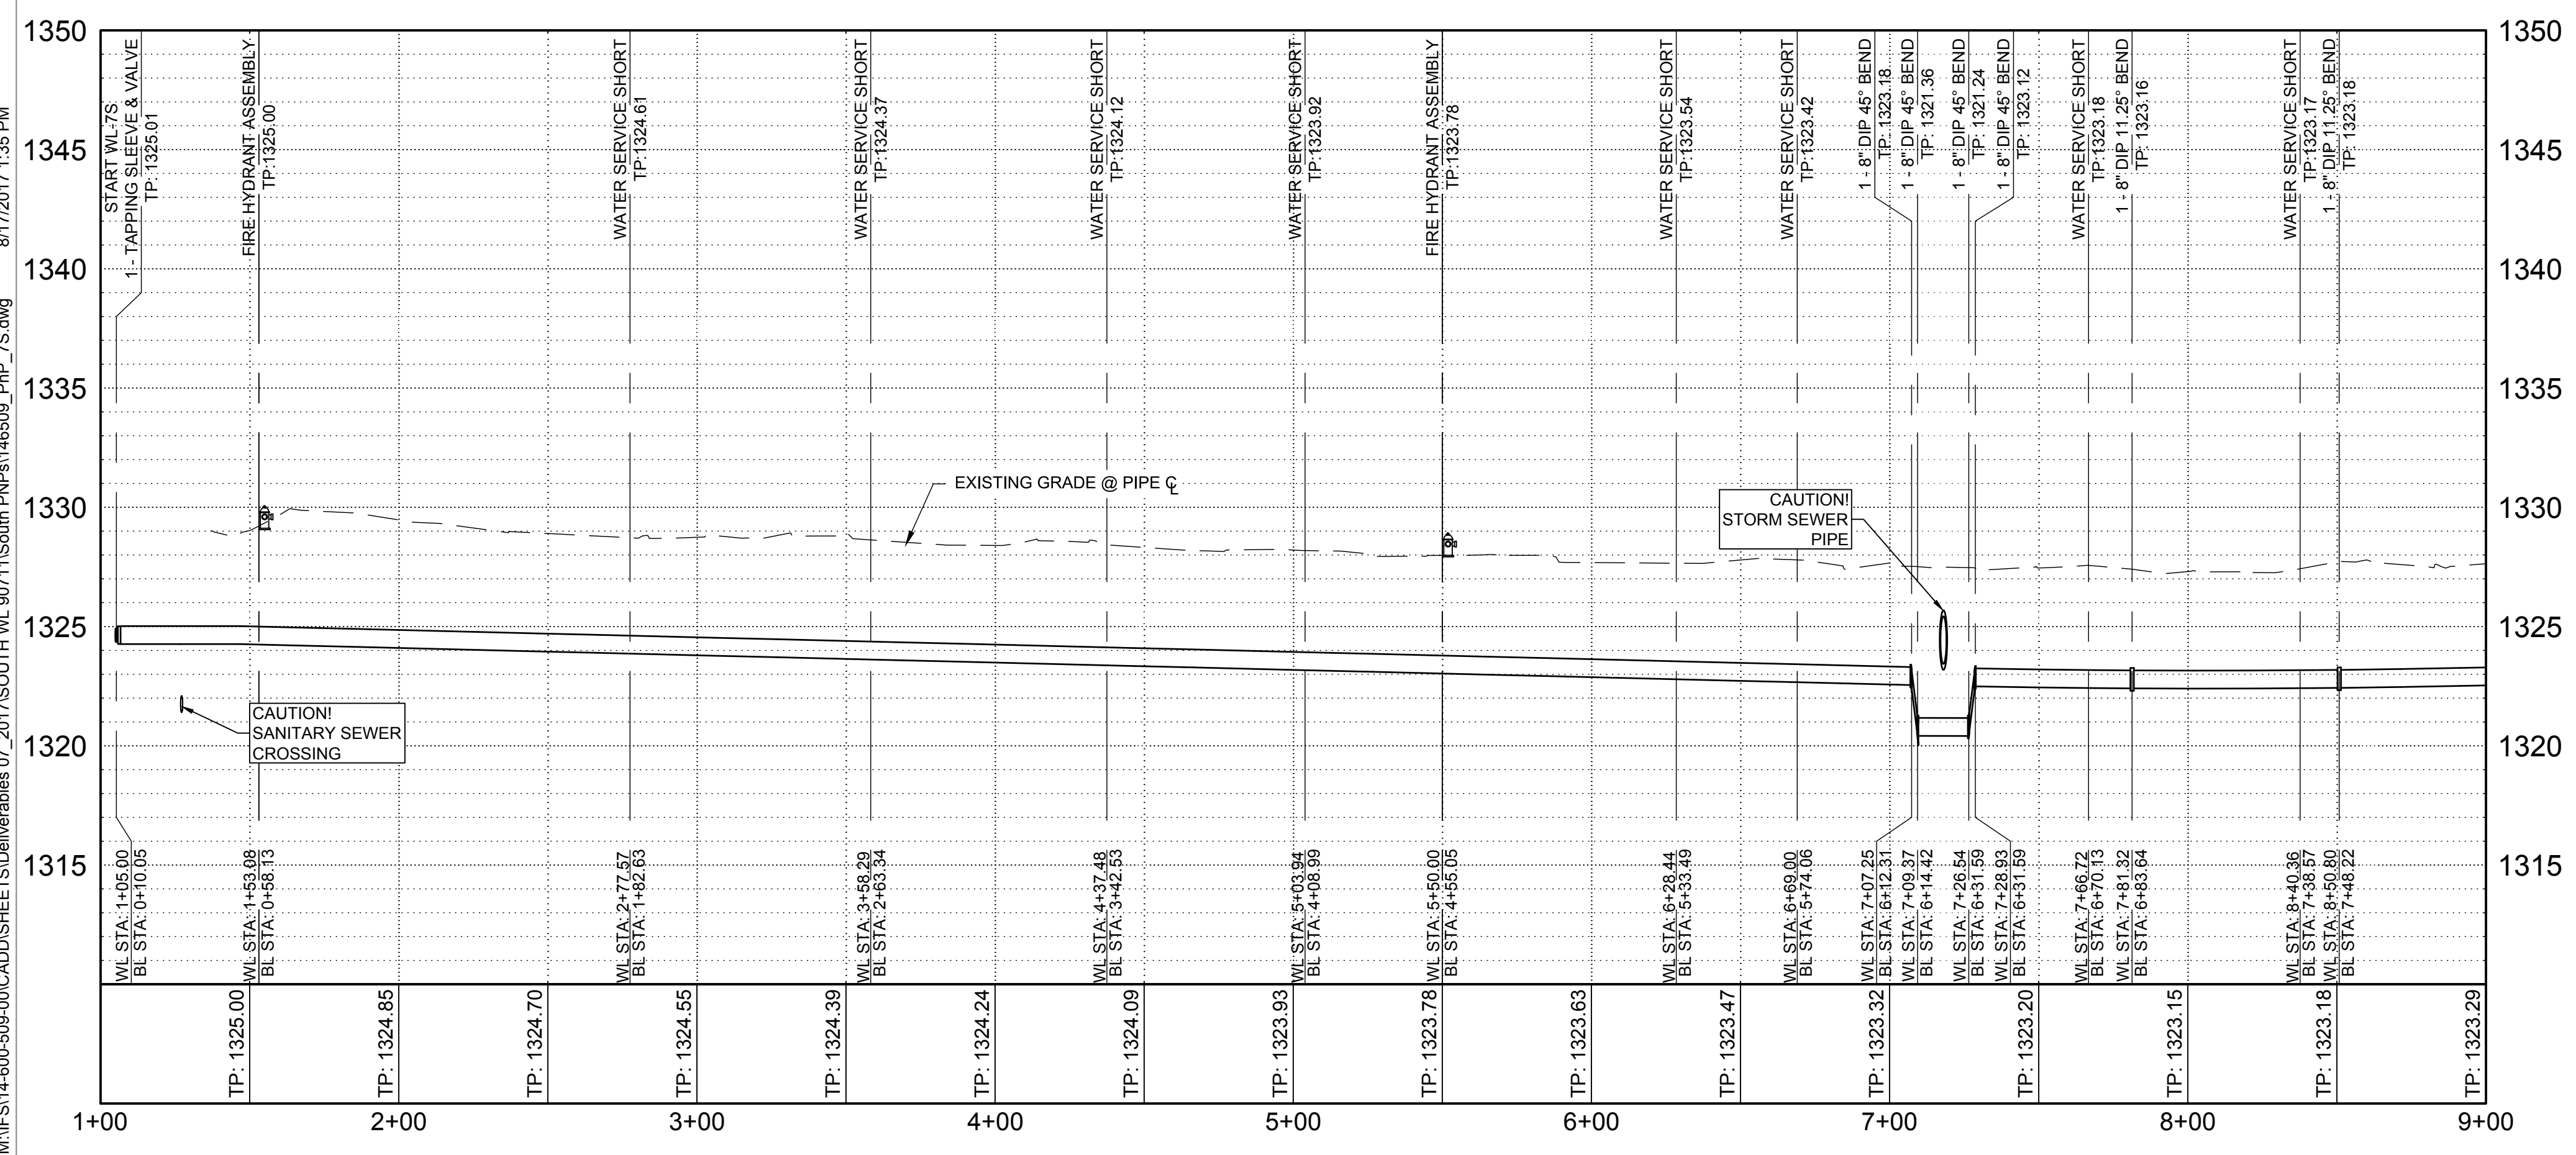 8/17/2017 1:35 PM
1350
1345
1340
1335
1330
1325
1320
1315
START WL-7S
1 - TAPPING SLEEVE & VALVE
TP: 1325.01
FIRE HYDRANT ASSEMBLY
TP:1325.00
WATER SERVICE SHORT
TP:1324.61
WATER SERVICE SHORT
TP:1324.37
WATER SERVICE SHORT
TP:1324.12
WATER SERVICE SHORT
TP:1323.92
FIRE HYDRANT ASSEMBLY
TP:1323.78
WATER SERVICE SHORT
TP:1323.54
WATER SERVICE SHORT
TP:1323.42
1 - 8" DIP 45° BEND
TP: 1323.18
1 - 8" DIP 45° BEND
TP: 1321.36
1 - 8" DIP 45° BEND
TP: 1321.24
1 - 8" DIP 45° BEND
TP: 1323.12
WATER SERVICE SHORT
TP:1323.18
1 - 8" DIP 11.25° BEND
TP: 1323.16
WATER SERVICE SHORT
TP:1323.17
1 - 8" DIP 11.25° BEND
TP: 1323.18
1350
1345
1340
1335
1330
1325
1320
1315
EXISTING GRADE @ PIPE ℄
CAUTION!
STORM SEWER
PIPE
CAUTION!
SANITARY SEWER
CROSSING
WL STA: 1+05.00
BL STA: 0+10.05
WL STA: 1+53.08
BL STA: 0+58.13
WL STA: 2+77.57
BL STA: 1+82.63
WL STA: 3+58.29
BL STA: 2+63.34
WL STA: 4+37.48
BL STA: 3+42.53
WL STA: 5+03.94
BL STA: 4+08.99
WL STA: 5+50.00
BL STA: 4+55.05
WL STA: 6+28.44
BL STA: 5+33.49
WL STA: 6+69.00
BL STA: 5+74.06
WL STA: 7+07.25
BL STA: 6+12.31
WL STA: 7+09.37
BL STA: 6+14.42
WL STA: 7+26.54
BL STA: 6+31.59
WL STA: 7+28.93
BL STA: 6+31.59
WL STA: 7+66.72
BL STA: 6+70.13
WL STA: 7+81.32
BL STA: 6+83.64
WL STA: 8+40.36
BL STA: 7+38.57
WL STA: 8+50.80
BL STA: 7+48.22
TP: 1325.00
TP: 1324.85
TP: 1324.70
TP: 1324.55
TP: 1324.39
TP: 1324.24
TP: 1324.09
TP: 1323.93
TP: 1323.78
TP: 1323.63
TP: 1323.47
TP: 1323.32
TP: 1323.20
TP: 1323.15
TP: 1323.18
TP: 1323.29
1+00
2+00
3+00
4+00
5+00
6+00
7+00
8+00
9+00